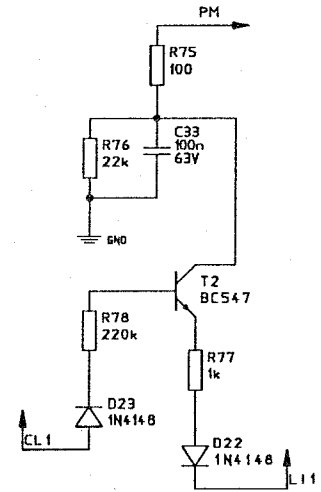 PM
R75
100
C33
100n
63V
R76
22k
GND
T2
BC547
R78
220k
R77
1k
D23
1N4148
D22
1N4148
CL1
LI1